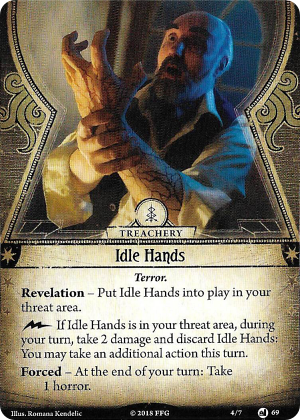 TREACHERY
Idle Hands
Terror.
Revelation – Put Idle Hands into play in your
threat area.
If Idle Hands is in your threat area, during
your turn, take 2 damage and discard Idle Hands:
You may take an additional action this turn.
Forced – At the end of your turn: Take
1 horror.
Illus. Romana Kendelic
© 2018 FFG
4/7
69